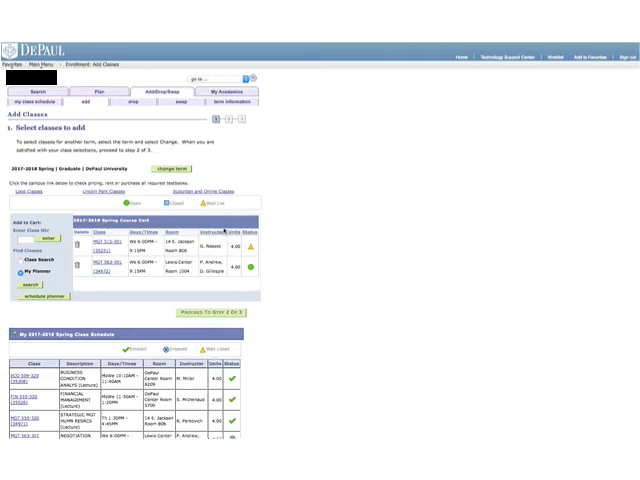 DEPAUL
Home Technology Support Center Worklist Add to Favorites Sign out
Favorites Main Menu > Enrollment: Add Classes
go to ...
Search Plan Add/Drop/Swap My Academics
my class schedule add drop swap term information
Add Classes
1 2 3
1. Select classes to add
To select classes for another term, select the term and select Change. When you are
satisfied with your class selections, proceed to step 2 of 3.
2017-2018 Spring | Graduate | DePaul University change term
Click the campus link below to check pricing, rent or purchase all required textbooks.
Loop Classes Lincoln Park Classes Suburban and Online Classes
Open Closed Wait List
Add to Cart:
Enter Class Nbr
enter
Find Classes
Class Search
My Planner
search
schedule planner
2017-2018 Spring Course Cart
Delete Class Days/Times Room Instructor Units Status
MGT 515-301 We 6:00PM - 14 E. Jackson G. Nassos 4.00
(35251) 9:15PM Room 806
MGT 563-301 We 6:00PM - Lewis Center P. Andrew, 4.00
(34972) 9:15PM Room 1004 D. Gillespie
PROCEED TO STEP 2 OF 3
My 2017-2018 Spring Class Schedule
Enrolled Dropped Wait Listed
Class Description Days/Times Room Instructor Units Status
ECO 509-320 BUSINESS CONDITION ANALYS (Lecture) MoWe 10:10AM - 11:40AM DePaul Center Room M. Miller 4.00
FINANCIAL MANAGEMENT (Lecture) MoWe 11:50AM - 1:20PM DePaul Center Room 5700 S. Michenaud 4.00
MGT 555-320 STRATEGIC MGT HUMN RESRCS (Lecture) Th 1:30PM - 4:45PM 14 E. Jackson Room 806 R. Perkovich 4.00
MGT 563-301 NEGOTIATION We 6:00PM - Lewis Center P. Andrew,